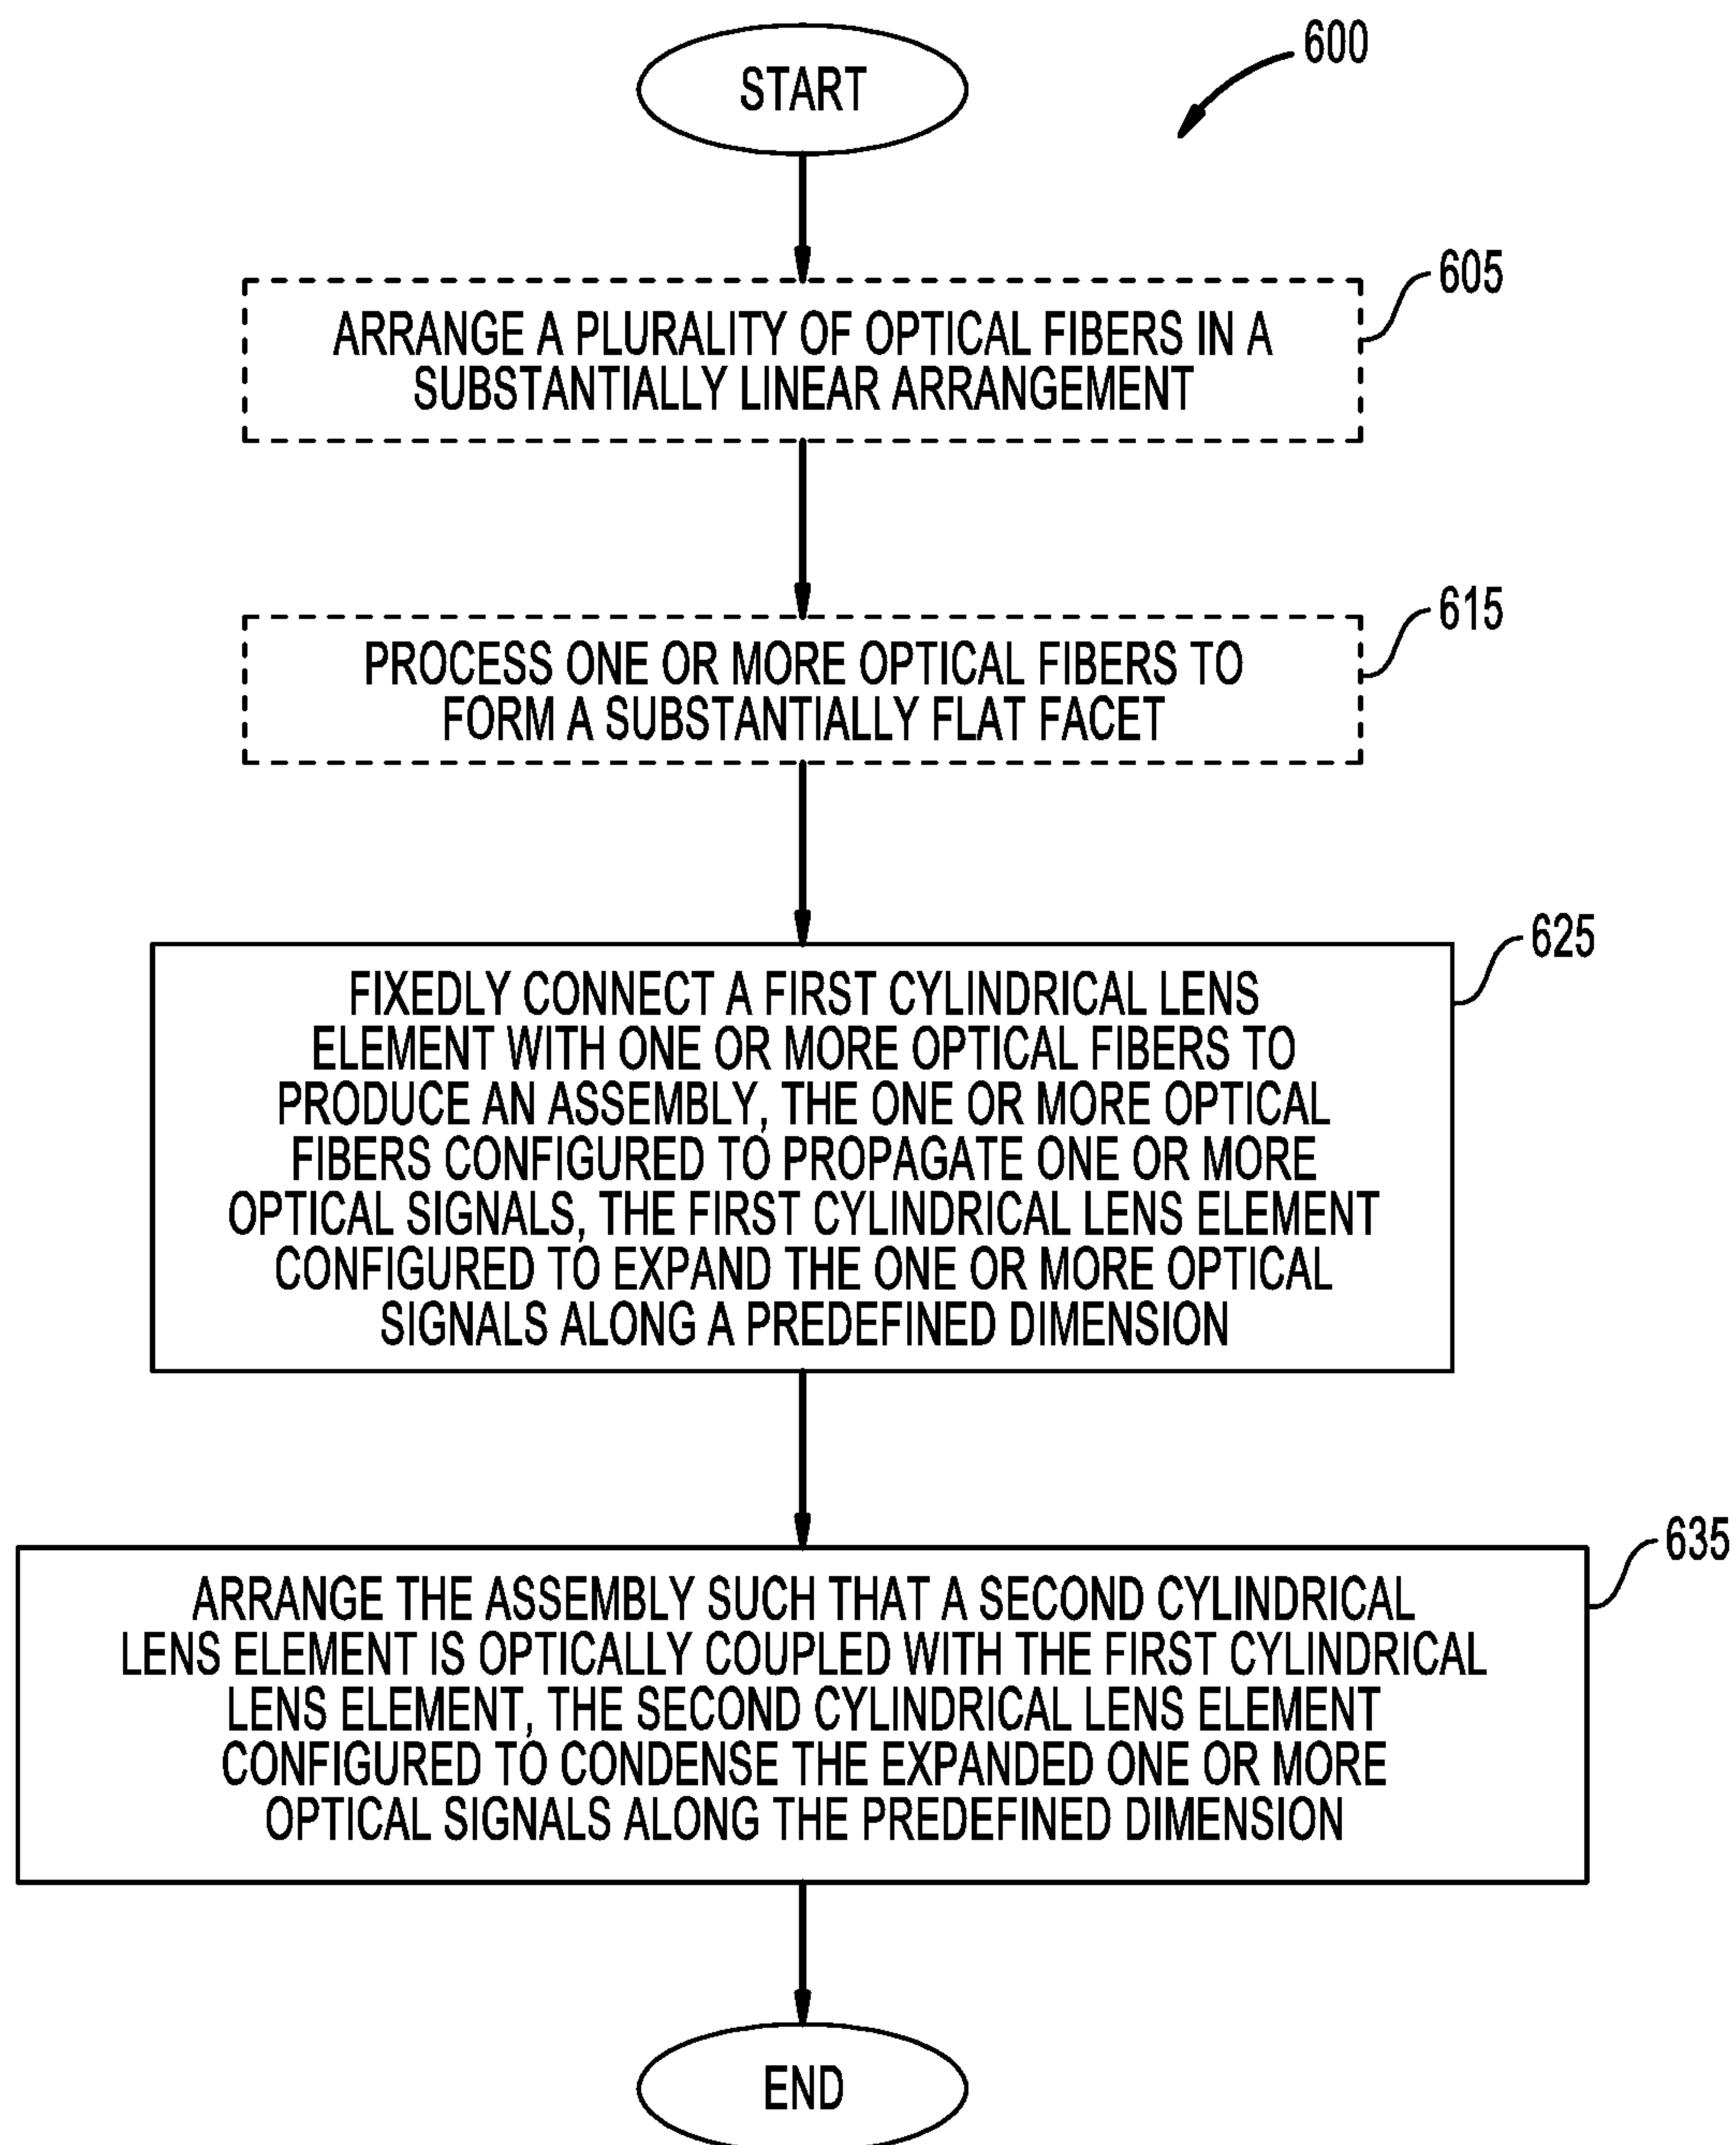 600
START
605
ARRANGE A PLURALITY OF OPTICAL FIBERS IN A
SUBSTANTIALLY LINEAR ARRANGEMENT
615
PROCESS ONE OR MORE OPTICAL FIBERS TO
FORM A SUBSTANTIALLY FLAT FACET
625
FIXEDLY CONNECT A FIRST CYLINDRICAL LENS
ELEMENT WITH ONE OR MORE OPTICAL FIBERS TO
PRODUCE AN ASSEMBLY, THE ONE OR MORE OPTICAL
FIBERS CONFIGURED TO PROPAGATE ONE OR MORE
OPTICAL SIGNALS, THE FIRST CYLINDRICAL LENS ELEMENT
CONFIGURED TO EXPAND THE ONE OR MORE OPTICAL
SIGNALS ALONG A PREDEFINED DIMENSION
635
ARRANGE THE ASSEMBLY SUCH THAT A SECOND CYLINDRICAL
LENS ELEMENT IS OPTICALLY COUPLED WITH THE FIRST CYLINDRICAL
LENS ELEMENT, THE SECOND CYLINDRICAL LENS ELEMENT
CONFIGURED TO CONDENSE THE EXPANDED ONE OR MORE
OPTICAL SIGNALS ALONG THE PREDEFINED DIMENSION
END